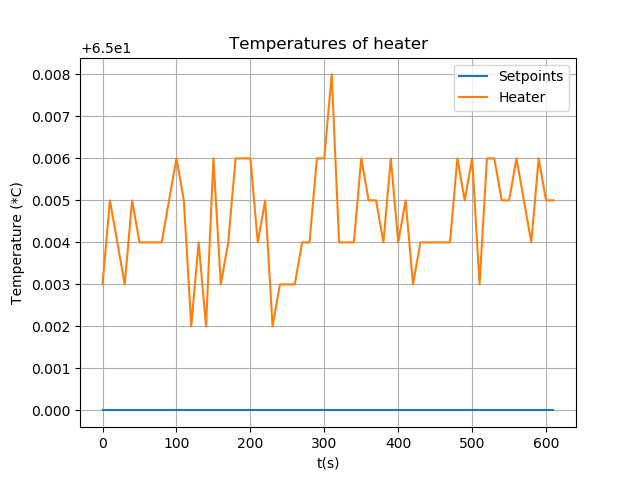 Temperatures of heater
+6.5e1
Setpoints
Heater
0.008
0.007
0.006
0.005
0.004
0.003
0.002
0.001
0.000
Temperature (*C)
0 100 200 300 400 500 600
t(s)